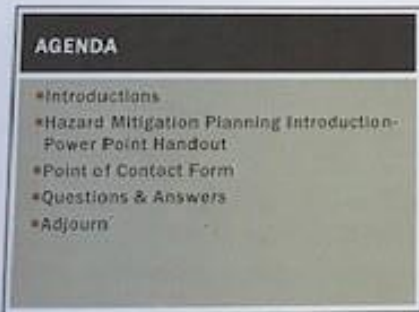 AGENDA
▪Introductions
▪Hazard Mitigation Planning Introduction-
Power Point Handout
▪Point of Contact Form
▪Questions & Answers
▪Adjourn